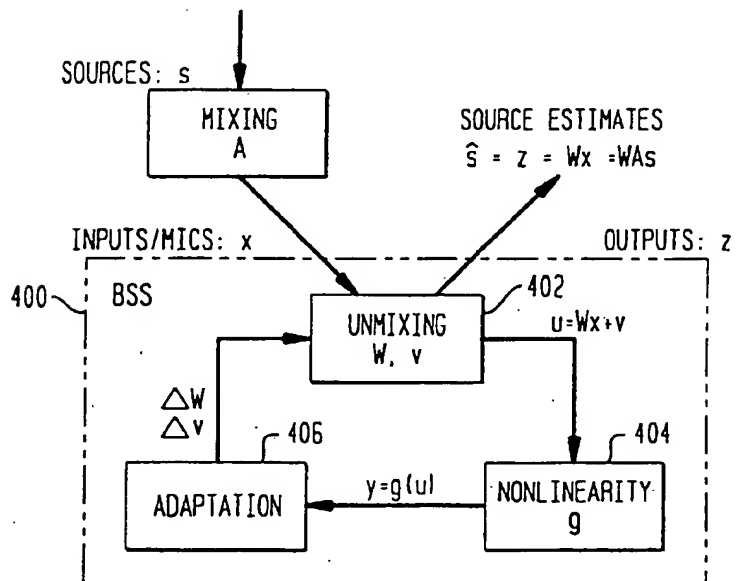 SOURCES: s
MIXING
A
SOURCE ESTIMATES
ŝ = z = Wx =WAs
INPUTS/MICS: x
OUTPUTS: z
400
BSS
402
UNMIXING
W, v
u=Wx+v
△W
△v
406
404
ADAPTATION
y=g(u)
NONLINEARITY
g